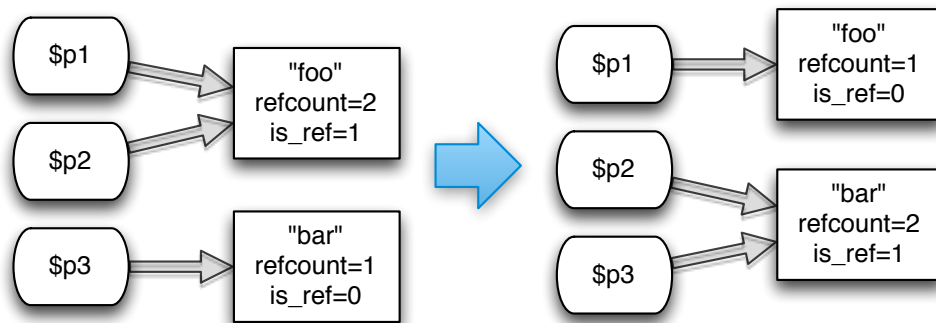 $p1
"foo"
refcount=2
is_ref=1
$p2
$p3
"bar"
refcount=1
is_ref=0
$p1
"foo"
refcount=1
is_ref=0
$p2
"bar"
refcount=2
is_ref=1
$p3